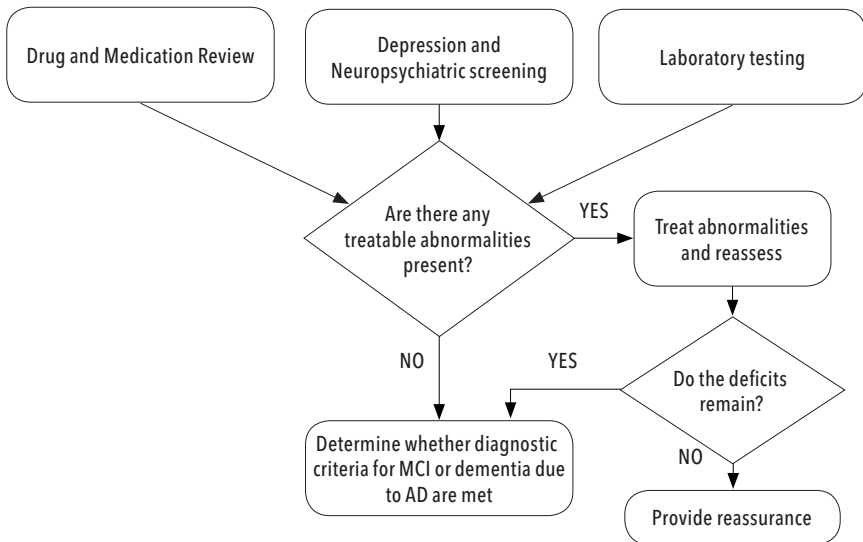 Drug and Medication Review
Depression and
Neuropsychiatric screening
Laboratory testing
Are there any
treatable abnormalities
present?
YES
Treat abnormalities
and reassess
NO
YES
Do the deficits
remain?
Determine whether diagnostic
criteria for MCI or dementia due
to AD are met
NO
Provide reassurance